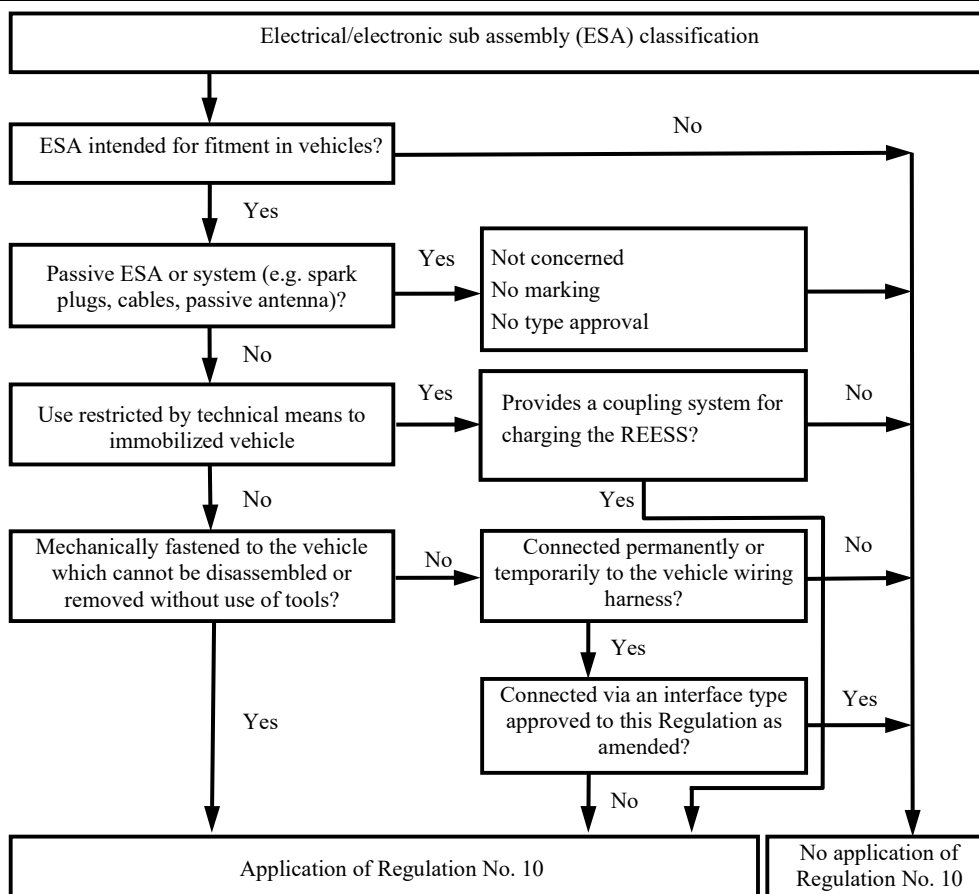 Electrical/electronic sub assembly (ESA) classification
ESA intended for fitment in vehicles?
No
Yes
Passive ESA or system (e.g. spark
plugs, cables, passive antenna)?
Yes
Not concerned
No marking
No type approval
No
Use restricted by technical means to
immobilized vehicle
Yes
Provides a coupling system for
charging the REESS?
No
Yes
No
Mechanically fastened to the vehicle
which cannot be disassembled or
removed without use of tools?
No
Connected permanently or
temporarily to the vehicle wiring
harness?
No
Yes
Connected via an interface type
approved to this Regulation as
amended?
Yes
Yes
No
Application of Regulation No. 10
No application of
Regulation No. 10